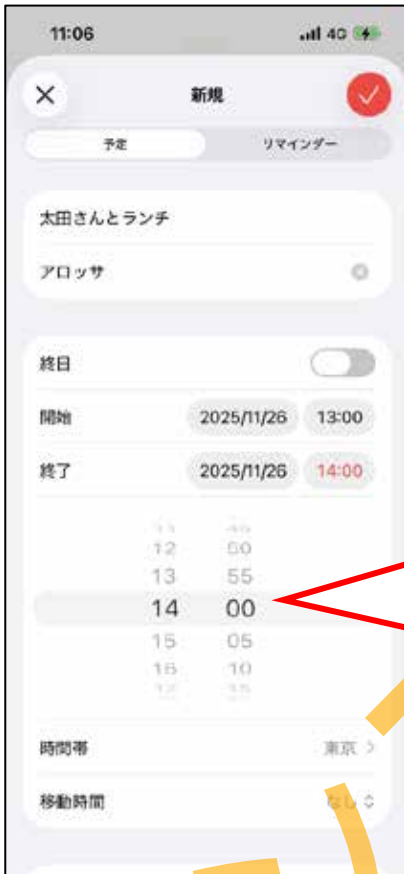 11:06 4G
新規
予定 リマインダー
太田さんとランチ
アロッサ
終日
開始 2025/11/26 13:00
終了 2025/11/26 14:00
12 50
13 55
14 00
15 05
16 10
時間帯 東京
移動時間 なし